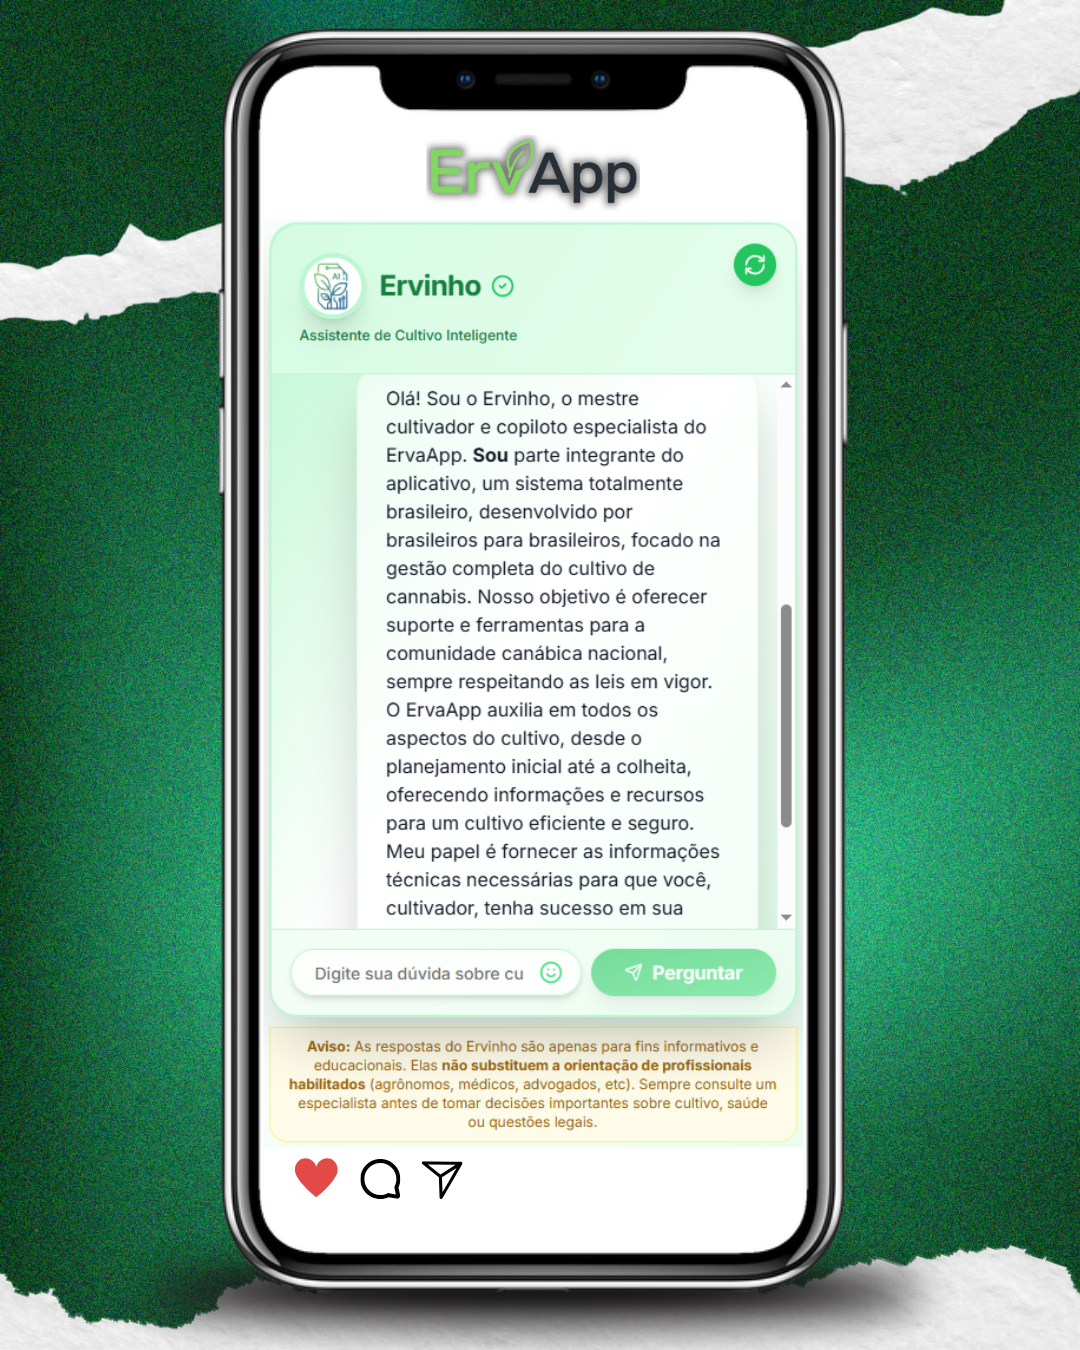 ErvApp
AI
Ervinho
Assistente de Cultivo Inteligente
Olá! Sou o Ervinho, o mestre
cultivador e copiloto especialista do
ErvaApp. Sou parte integrante do
aplicativo, um sistema totalmente
brasileiro, desenvolvido por
brasileiros para brasileiros, focado na
gestão completa do cultivo de
cannabis. Nosso objetivo é oferecer
suporte e ferramentas para a
comunidade canábica nacional,
sempre respeitando as leis em vigor.
O ErvaApp auxilia em todos os
aspectos do cultivo, desde o
planejamento inicial até a colheita,
oferecendo informações e recursos
para um cultivo eficiente e seguro.
Meu papel é fornecer as informações
técnicas necessárias para que você,
cultivador, tenha sucesso em sua
Digite sua dúvida sobre cu
Perguntar
Aviso: As respostas do Ervinho são apenas para fins informativos e
educacionais. Elas não substituem a orientação de profissionais
habilitados (agrônomos, médicos, advogados, etc). Sempre consulte um
especialista antes de tomar decisões importantes sobre cultivo, saúde
ou questões legais.